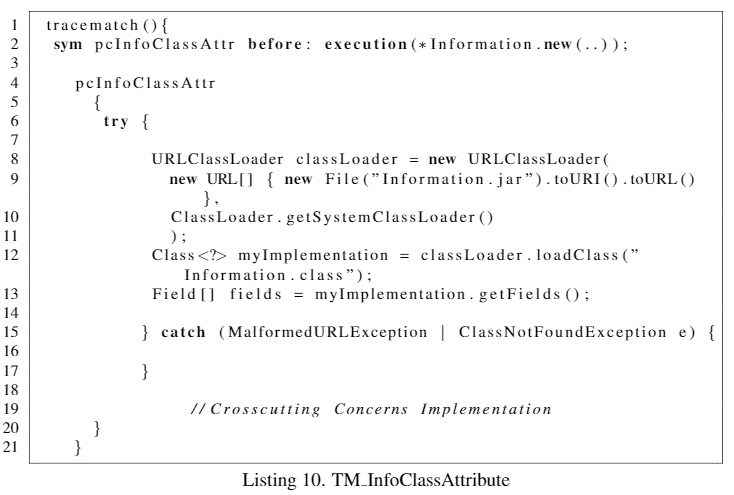 1 tracematch(){
2 sym pcInfoClassAttr before: execution(*Information.new(..));
3
4 pcInfoClassAttr
5 {
6 try {
7
8 URLClassLoader classLoader = new URLClassLoader(
9 new URL[] { new File("Information.jar").toURI().toURL()
},
10 ClassLoader.getSystemClassLoader()
11 );
12 Class<?> myImplementation = classLoader.loadClass("
Information.class");
13 Field[] fields = myImplementation.getFields();
14
15 } catch (MalformedURLException | ClassNotFoundException e) {
16
17 }
18
19 //Crosscutting Concerns Implementation
20 }
21 }
Listing 10. TM_InfoClassAttribute